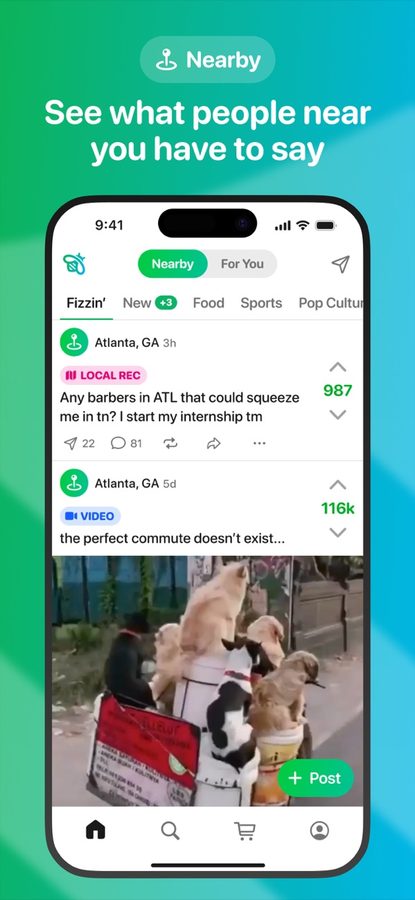 Nearby
See what people near
you have to say
9:41
Nearby
For You
Fizzin’
New +3
Food
Sports
Pop Cultur
Atlanta, GA 3h
LOCAL REC
Any barbers in ATL that could squeeze
me in tn? I start my internship tm
987
22
81
...
Atlanta, GA 5d
VIDEO
116k
the perfect commute doesn’t exist...
+ Post